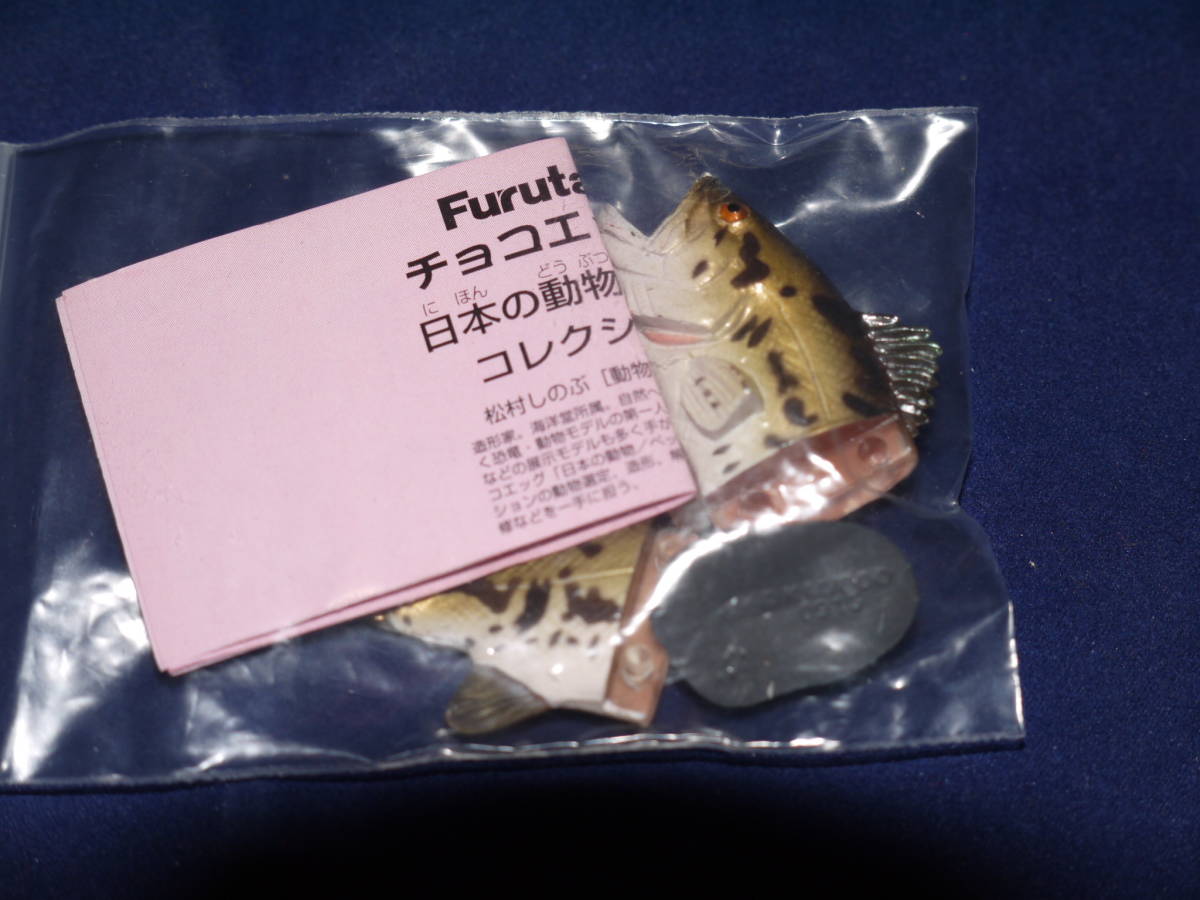 Furuta
チョコエ
に ほん どう ぶつ
日本の動物
コレクシ
松村しのぶ [動物
造形家。海洋堂所属。自然へ
く恐竜・動物モデルの第一人
などの展示モデルも多く手が
コエッグ「日本の動物/ペッ
ションの動物選定、造形、解
修などを一手に担う。